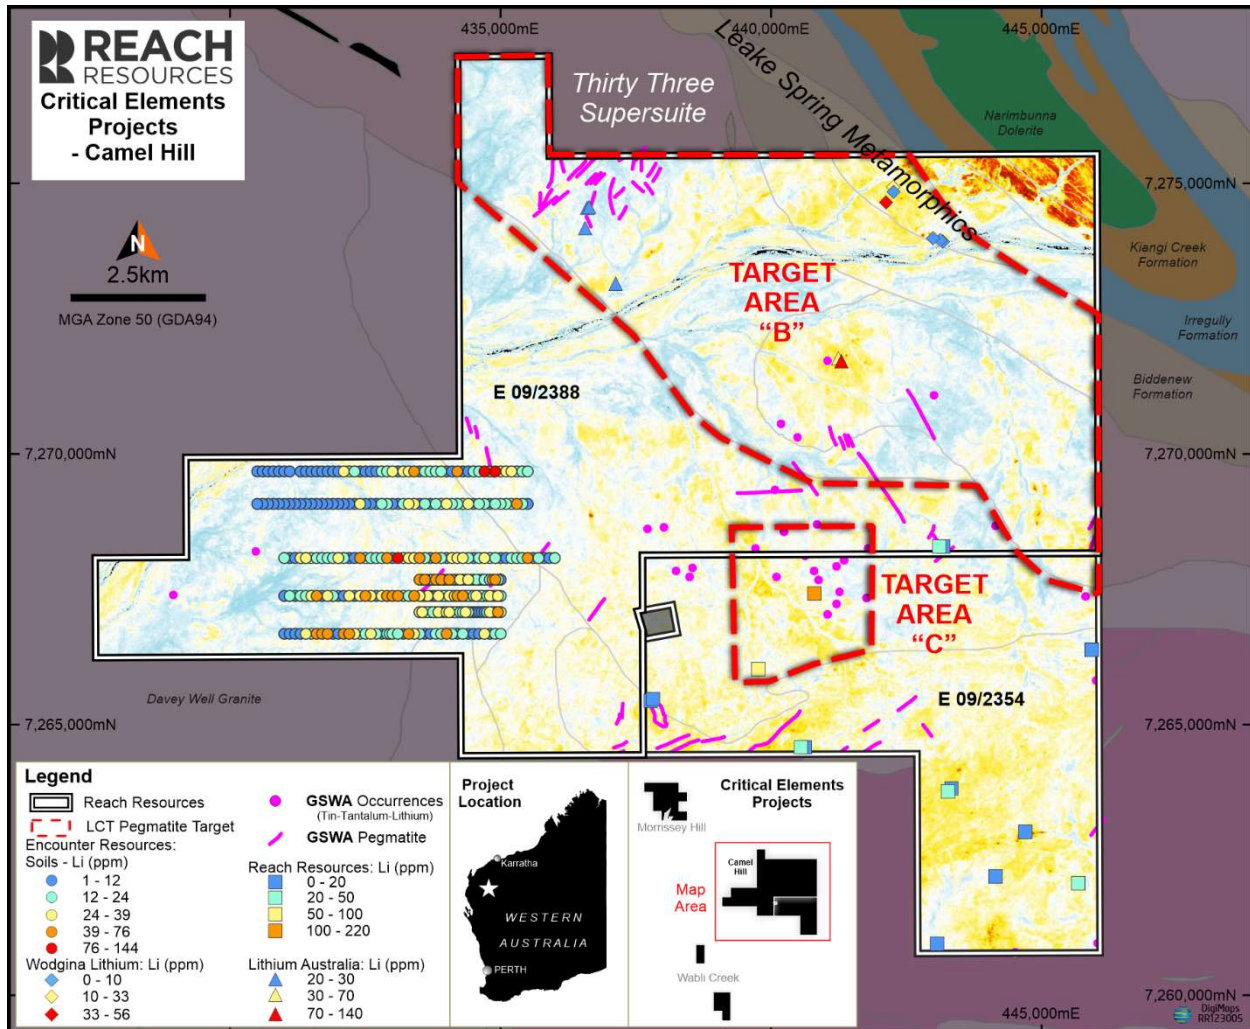 435,000mE
440,000mE
445,000mE
REACH
RESOURCES
Critical Elements
Projects
- Camel Hill
Thirty Three
Supersuite
Leake Spring Metamorphics
Narimbunna
Dolerite
7,275,000mN
7,275,000mN
Kiangi Creek
Formation
N
2.5km
MGA Zone 50 (GDA94)
TARGET
AREA
“B”
Irregully
Formation
Biddenew
Formation
E 09/2388
7,270,000mN
7,270,000mN
TARGET
AREA
“C”
Davey Well Granite
E 09/2354
7,265,000mN
7,265,000mN
Legend
Reach Resources
LCT Pegmatite Target
Encounter Resources:
Soils - Li (ppm)
1 - 12
12 - 24
24 - 39
39 - 76
76 - 144
Wodgina Lithium: Li (ppm)
0 - 10
10 - 33
33 - 56
GSWA Occurrences
(Tin-Tantalum-Lithium)
GSWA Pegmatite
Reach Resources: Li (ppm)
0 - 20
20 - 50
50 - 100
100 - 220
Lithium Australia: Li (ppm)
20 - 30
30 - 70
70 - 140
Project
Location
Karratha
WESTERN
AUSTRALIA
PERTH
Critical Elements
Projects
Morrissey Hill
Camel
Hill
Map
Area
Wabli Creek
445,000mE
7,260,000mN
DigiMaps
RR123005